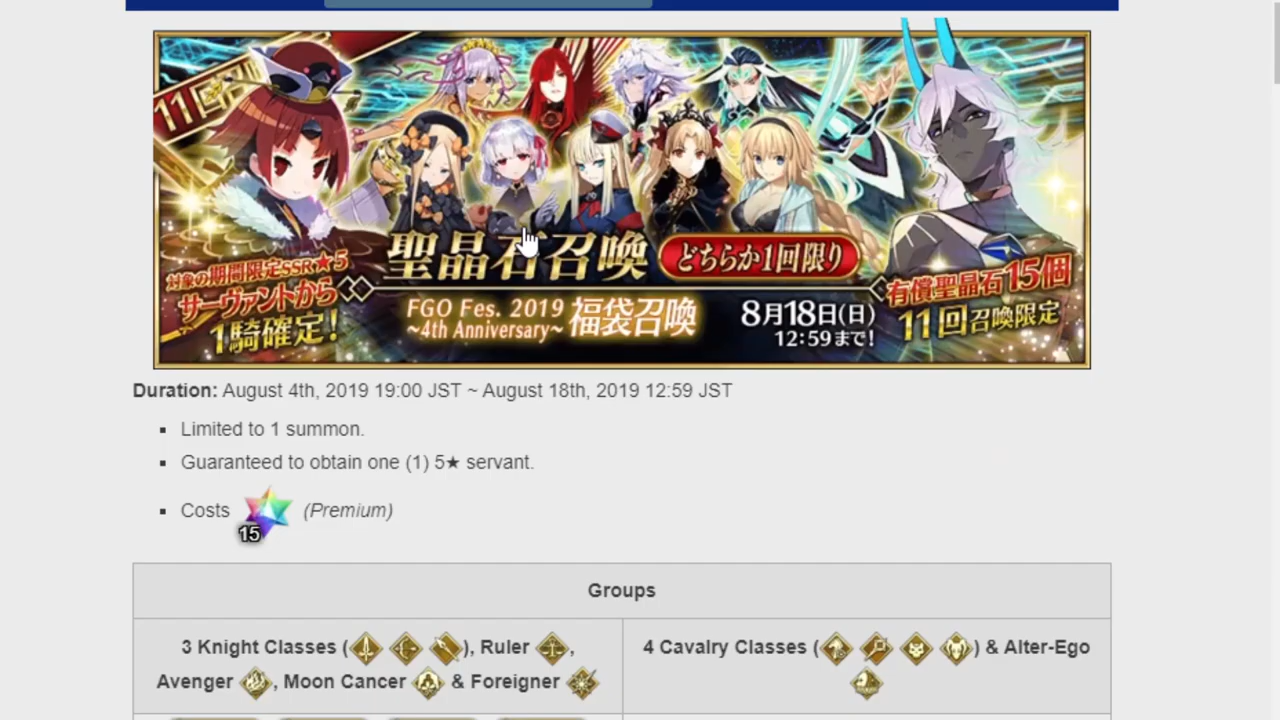 11回
対象の期間限定SSR★5
サーヴァントから
1騎確定!
聖晶石召喚
どちらか1回限り
FGO Fes. 2019
~4th Anniversary~
福袋召喚
8月18日(日)
12:59まで!
有償聖晶石15個
11回召喚限定
Duration: August 4th, 2019 19:00 JST ~ August 18th, 2019 12:59 JST
Limited to 1 summon.
Guaranteed to obtain one (1) 5★ servant.
Costs 15 (Premium)
Groups
3 Knight Classes ( ), Ruler ,
Avenger , Moon Cancer & Foreigner
4 Cavalry Classes ( ) & Alter-Ego